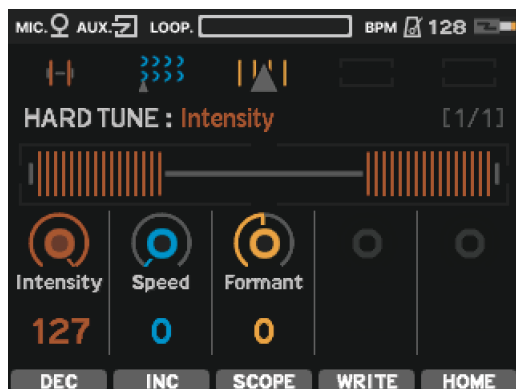 MIC. AUX. LOOP. BPM 128
HARD TUNE : Intensity [1/1]
Intensity Speed Formant
127 0 0
DEC INC SCOPE WRITE HOME